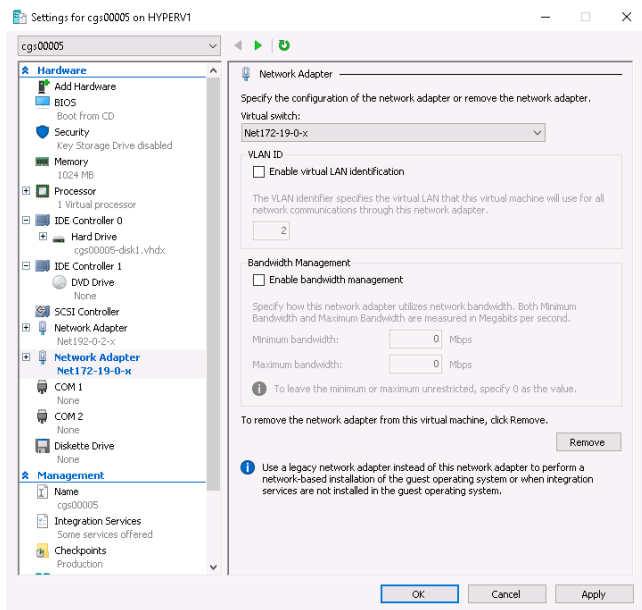 Settings for cgs00005 on HYPERV1
cgs00005
Hardware
Add Hardware
BIOS
Boot from CD
Security
Key Storage Drive disabled
Memory
1024 MB
Processor
1 Virtual processor
IDE Controller 0
Hard Drive
cgs00005-disk1.vhdx
IDE Controller 1
DVD Drive
None
SCSI Controller
Network Adapter
Net192-0-2-x
Network Adapter
Net172-19-0-x
COM 1
None
COM 2
None
Diskette Drive
None
Management
Name
cgs00005
Integration Services
Some services offered
Checkpoints
Production
Network Adapter
Specify the configuration of the network adapter or remove the network adapter.
Virtual switch:
Net172-19-0-x
VLAN ID
Enable virtual LAN identification
The VLAN identifier specifies the virtual LAN that this virtual machine will use for all
network communications through this network adapter.
2
Bandwidth Management
Enable bandwidth management
Specify how this network adapter utilizes network bandwidth. Both Minimum
Bandwidth and Maximum Bandwidth are measured in Megabits per second.
Minimum bandwidth: 0 Mbps
Maximum bandwidth: 0 Mbps
To leave the minimum or maximum unrestricted, specify 0 as the value.
To remove the network adapter from this virtual machine, click Remove.
Remove
Use a legacy network adapter instead of this network adapter to perform a
network-based installation of the guest operating system or when integration
services are not installed in the guest operating system.
OK Cancel Apply